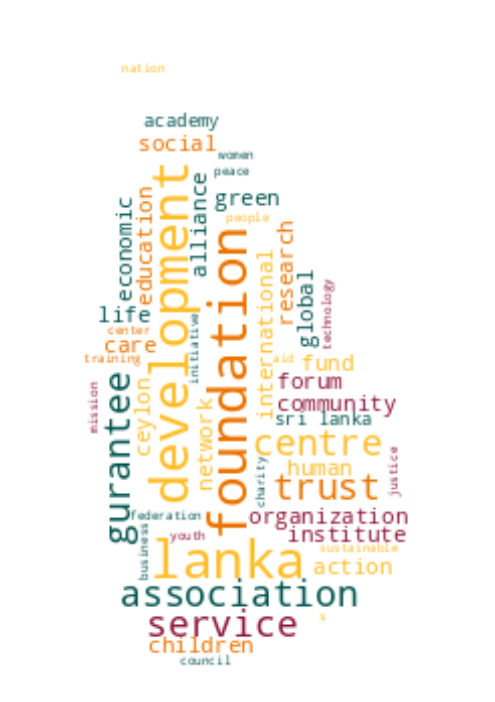 nation
academy
social
women
peace
development
alliance
green
education
economic
people
foundation
research
international
global
technology
life
initiative
center
care
training
aid
fund
gurantee
ceylon
forum
mission
network
community
sri lanka
centre
human
charity
justice
trust
federation
organization
business
youth
institute
lanka
sustainable
action
association
service
s
children
council